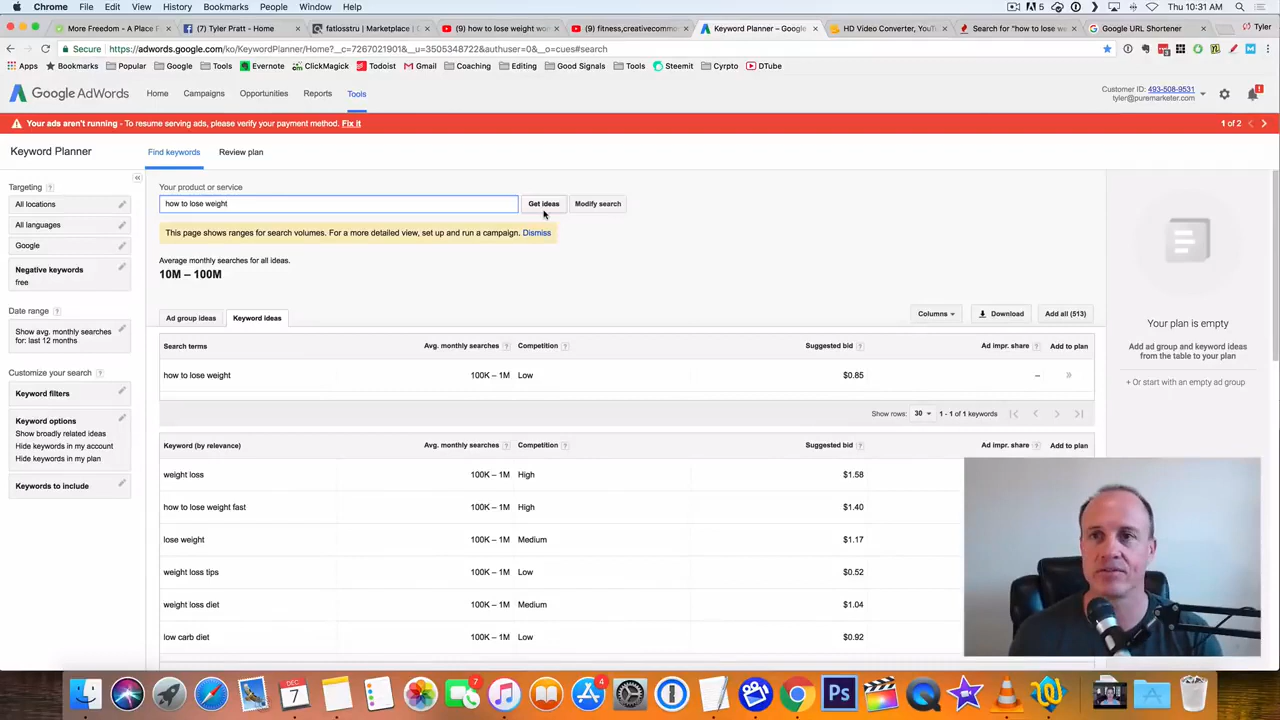 Chrome File Edit View History Bookmarks People Window Help
5 Thu 10:31 AM
More Freedom - A Place F
(7) Tyler Pratt - Home
fatlosstru | Marketplace | C
(9) how to lose weight wo
(9) fitness,creativecommo
Keyword Planner – Google
HD Video Converter, YouTu
Search for "how to lose we
Google URL Shortener
Tyler
Secure
https://adwords.google.com/ko/KeywordPlanner/Home?__c=7267021901&__u=3505348722&authuser=0&__o=cues#search
Apps Bookmarks Popular Google Tools Evernote ClickMagick Todoist Gmail Coaching Editing Good Signals Tools Steemit Cyrpto DTube
Google AdWords
Home Campaigns Opportunities Reports Tools
Customer ID: 493-508-9531
tyler@puremarketer.com
Your ads aren't running - To resume serving ads, please verify your payment method. Fix it
1 of 2
Keyword Planner
Find keywords
Review plan
Targeting ?
All locations
All languages
Google
Negative keywords
free
Date range ?
Show avg. monthly searches
for: last 12 months
Customize your search ?
Keyword filters
Keyword options
Show broadly related ideas
Hide keywords in my account
Hide keywords in my plan
Keywords to include
Your product or service
how to lose weight
Get ideas
Modify search
This page shows ranges for search volumes. For a more detailed view, set up and run a campaign. Dismiss
Average monthly searches for all ideas.
10M – 100M
Ad group ideas
Keyword ideas
Columns
Download
Add all (513)
Search terms Avg. monthly searches ? Competition ? Suggested bid ? Ad impr. share ? Add to plan
how to lose weight 100K – 1M Low $0.85 – »
Show rows: 30 1 - 1 of 1 keywords
Keyword (by relevance) Avg. monthly searches ? Competition ? Suggested bid ? Ad impr. share ? Add to plan
weight loss 100K – 1M High $1.58
how to lose weight fast 100K – 1M High $1.40
lose weight 100K – 1M Medium $1.17
weight loss tips 100K – 1M Low $0.52
weight loss diet 100K – 1M Medium $1.04
low carb diet 100K – 1M Low $0.92
Your plan is empty
Add ad group and keyword ideas
from the table to your plan
+ Or start with an empty ad group
DEC
7
7
4
Ps